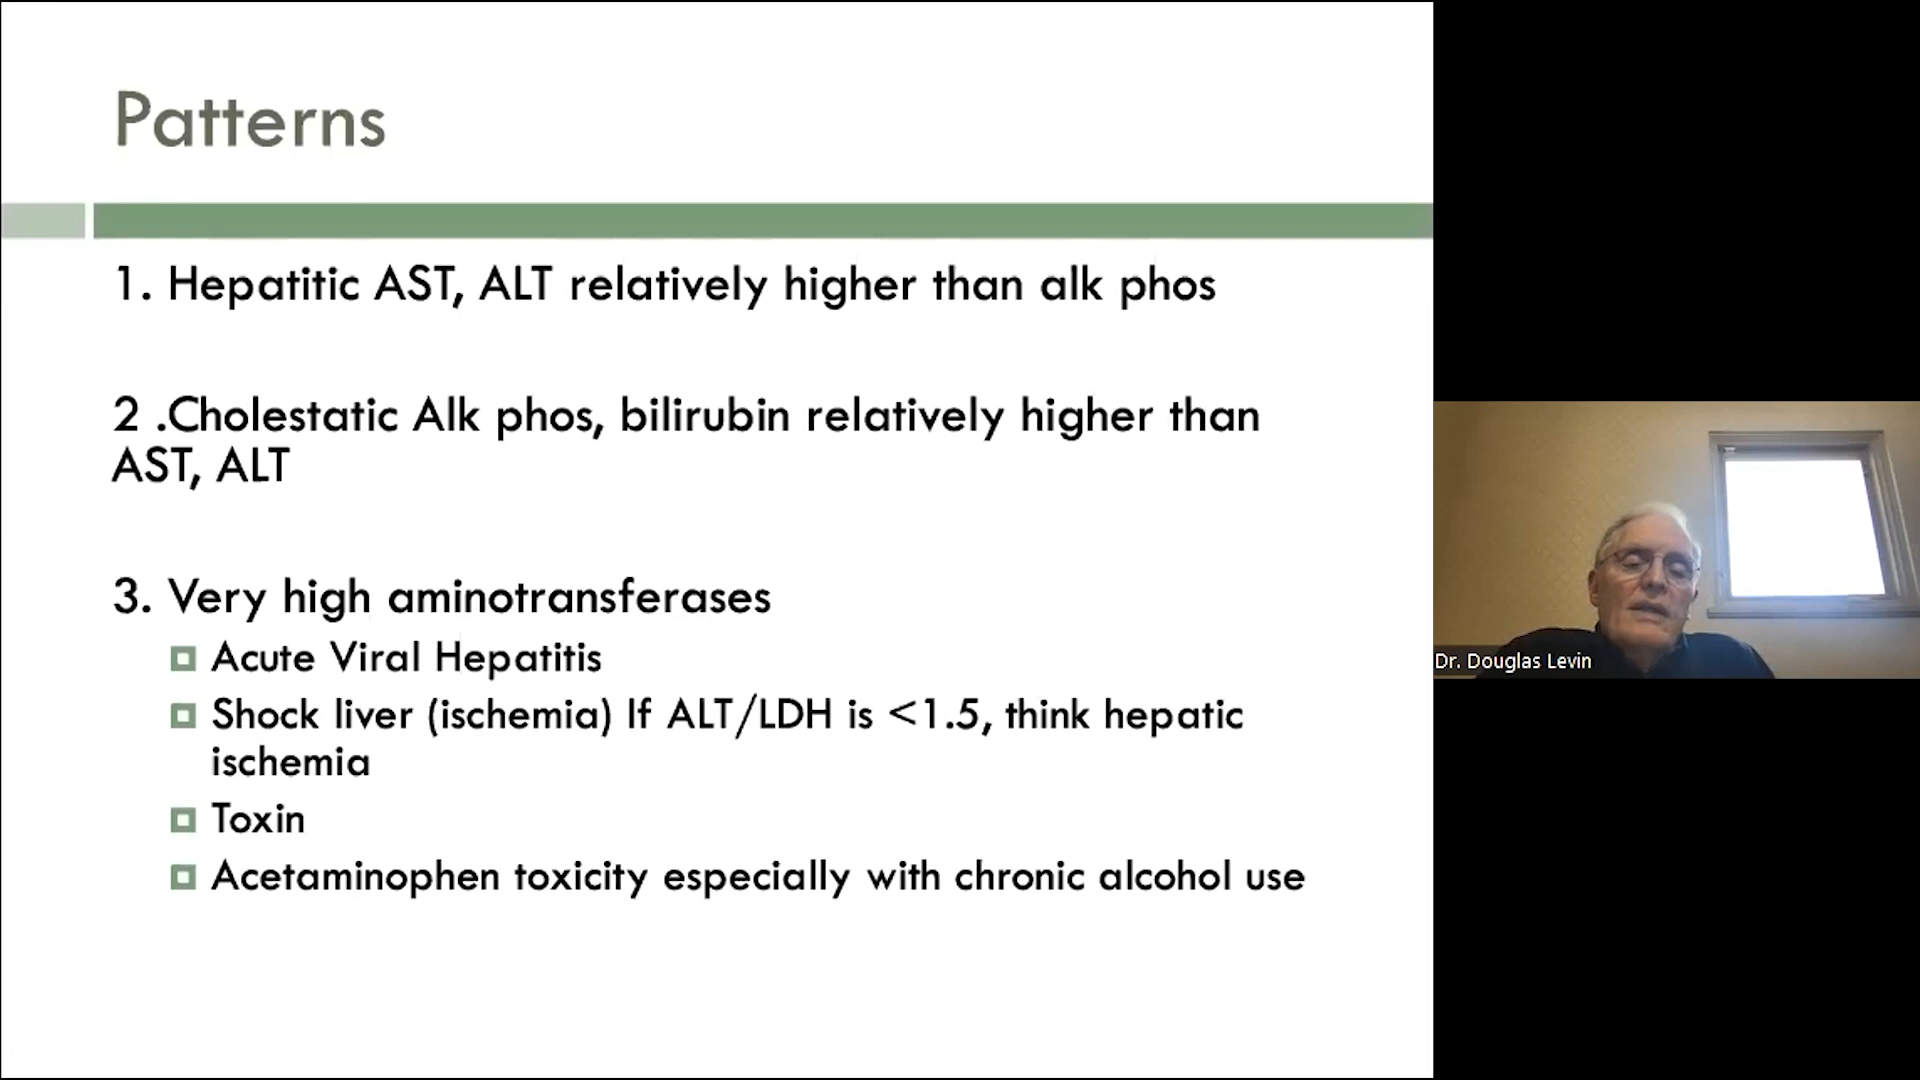 Patterns
1. Hepatitic AST, ALT relatively higher than alk phos
2 .Cholestatic Alk phos, bilirubin relatively higher than
AST, ALT
3. Very high aminotransferases
Acute Viral Hepatitis
Shock liver (ischemia) If ALT/LDH is <1.5, think hepatic
ischemia
Toxin
Acetaminophen toxicity especially with chronic alcohol use
Dr. Douglas Levin